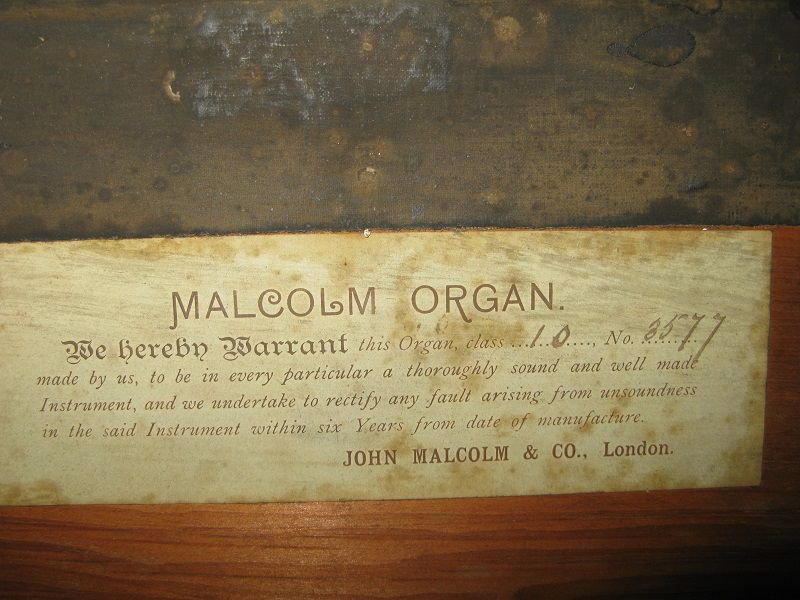 MALCOLM ORGAN.
We hereby Warrant this Organ, class ...10...., No. 3577
made by us, to be in every particular a thoroughly sound and well made
Instrument, and we undertake to rectify any fault arising from unsoundness
in the said Instrument within six Years from date of manufacture.
JOHN MALCOLM & CO., London.